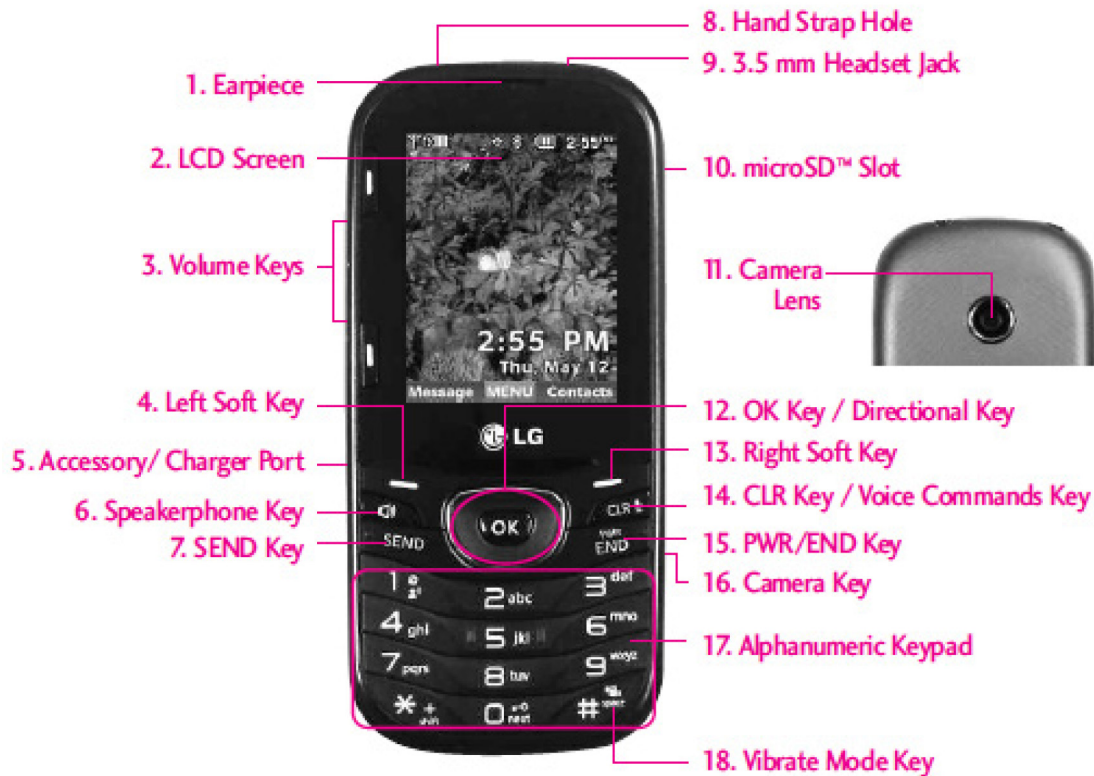 8. Hand Strap Hole
9. 3.5 mm Headset Jack
1. Earpiece
2:55
2. LCD Screen
10. microSD™ Slot
3. Volume Keys
11. Camera
Lens
2:55 PM
Thu, May 12
Message MENU Contacts
4. Left Soft Key
12. OK Key / Directional Key
LG
13. Right Soft Key
5. Accessory/ Charger Port
14. CLR Key / Voice Commands Key
CLR
6. Speakerphone Key
OK
7. SEND Key
SEND
END
15. PWR/END Key
16. Camera Key
1
2 abc
3 def
4 ghi
5 jkl
6 mno
17. Alphanumeric Keypad
7 pqrs
8 tuv
9 wxyz
* + shift
0 next
# space
18. Vibrate Mode Key